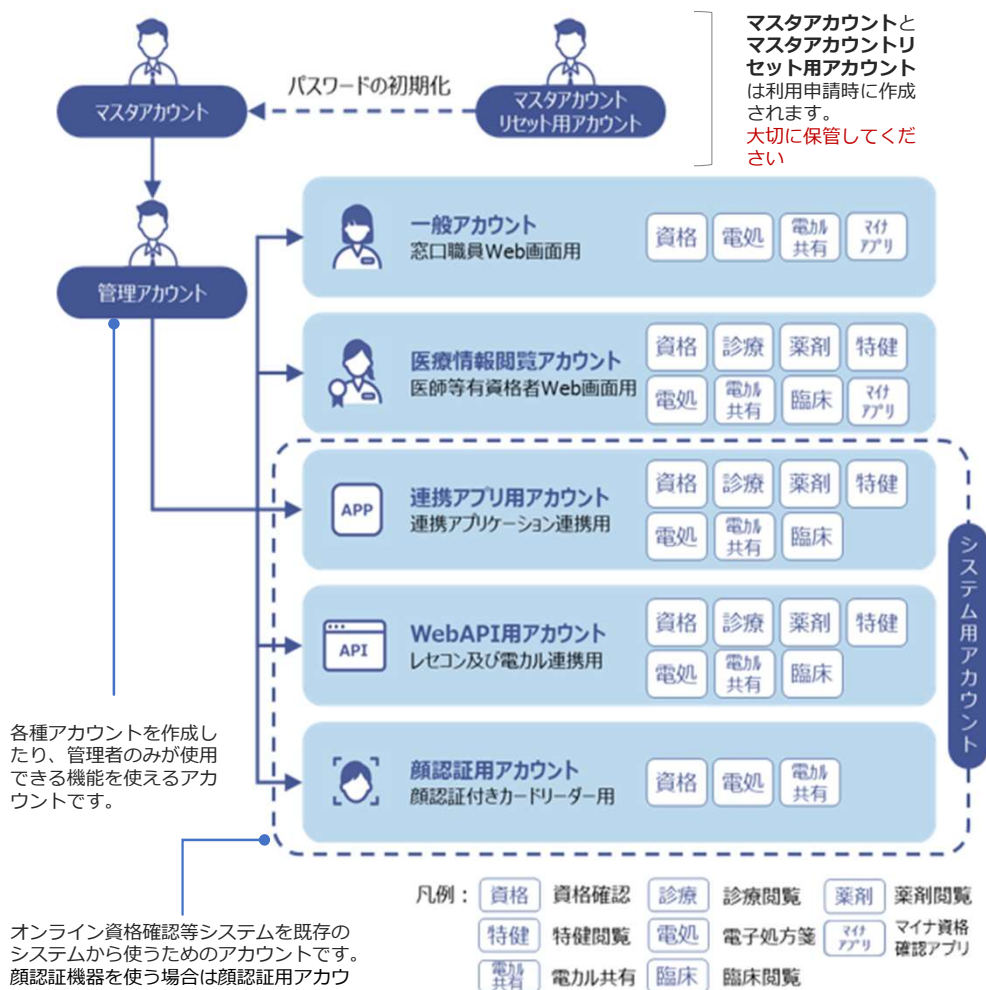 マスタアカウント
パスワードの初期化
マスタアカウント
リセット用アカウント
マスタアカウントと
マスタアカウントリ
セット用アカウント
は利用申請時に作成
されます。
大切に保管してくだ
さい
管理アカウント
一般アカウント
窓口職員Web画面用
資格 電処 電カル共有 マイナアプリ
医療情報閲覧アカウント
医師等有資格者Web画面用
資格 診療 薬剤 特健
電処 電カル共有 臨床 マイナアプリ
APP
連携アプリ用アカウント
連携アプリケーション連携用
資格 診療 薬剤 特健
電処 電カル共有 臨床
API
WebAPI用アカウント
レセコン及び電カル連携用
資格 診療 薬剤 特健
電処 電カル共有 臨床
顔認証用アカウント
顔認証付きカードリーダー用
資格 電処 電カル共有
システム用アカウント
各種アカウントを作成し
たり、管理者のみが使用
できる機能を使えるアカ
ウントです。
オンライン資格確認等システムを既存の
システムから使うためのアカウントです。
顔認証機器を使う場合は顔認証用アカウ
凡例： 資格 資格確認 診療 診療閲覧 薬剤 薬剤閲覧
特健 特健閲覧 電処 電子処方箋 マイナアプリ マイナ資格確認アプリ
電カル共有 電カル共有 臨床 臨床閲覧